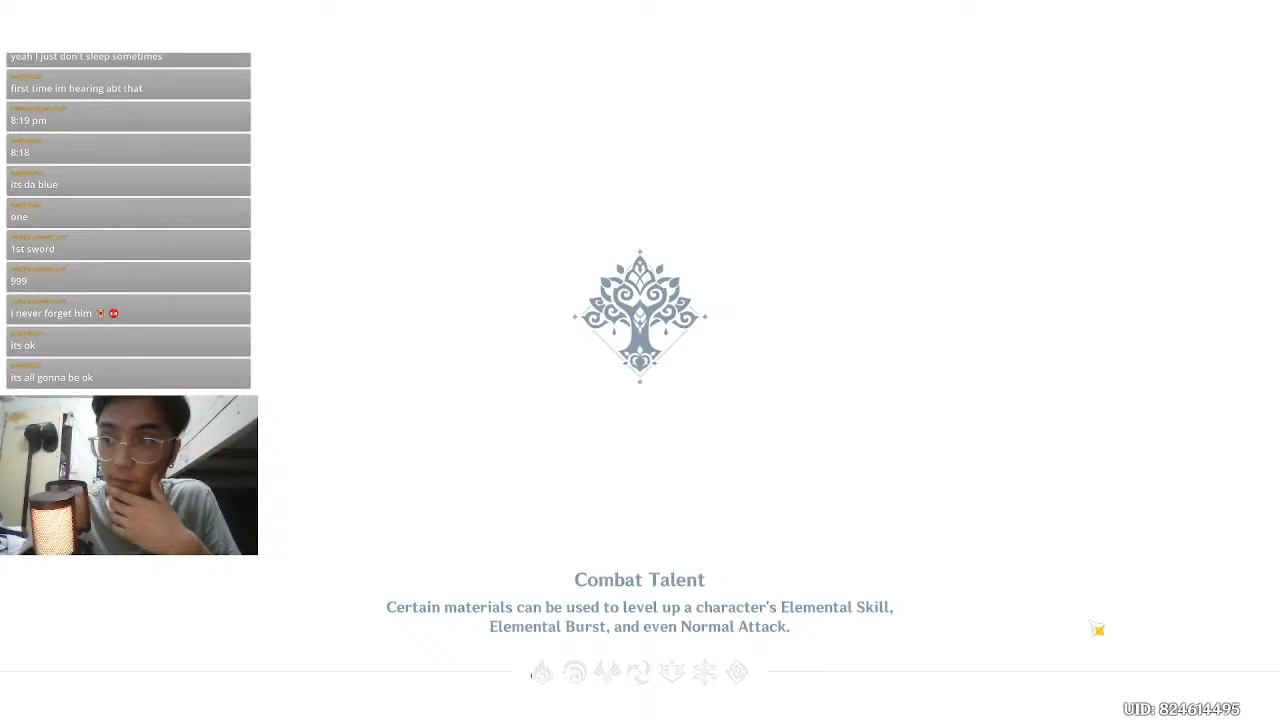 yeah I just don't sleep sometimes
first time im hearing abt that
8:19 pm
8:18
its da blue
one
1st sword
999
i never forget him
its ok
its all gonna be ok
Combat Talent
Certain materials can be used to level up a character's Elemental Skill,
Elemental Burst, and even Normal Attack.
UID: 824614495